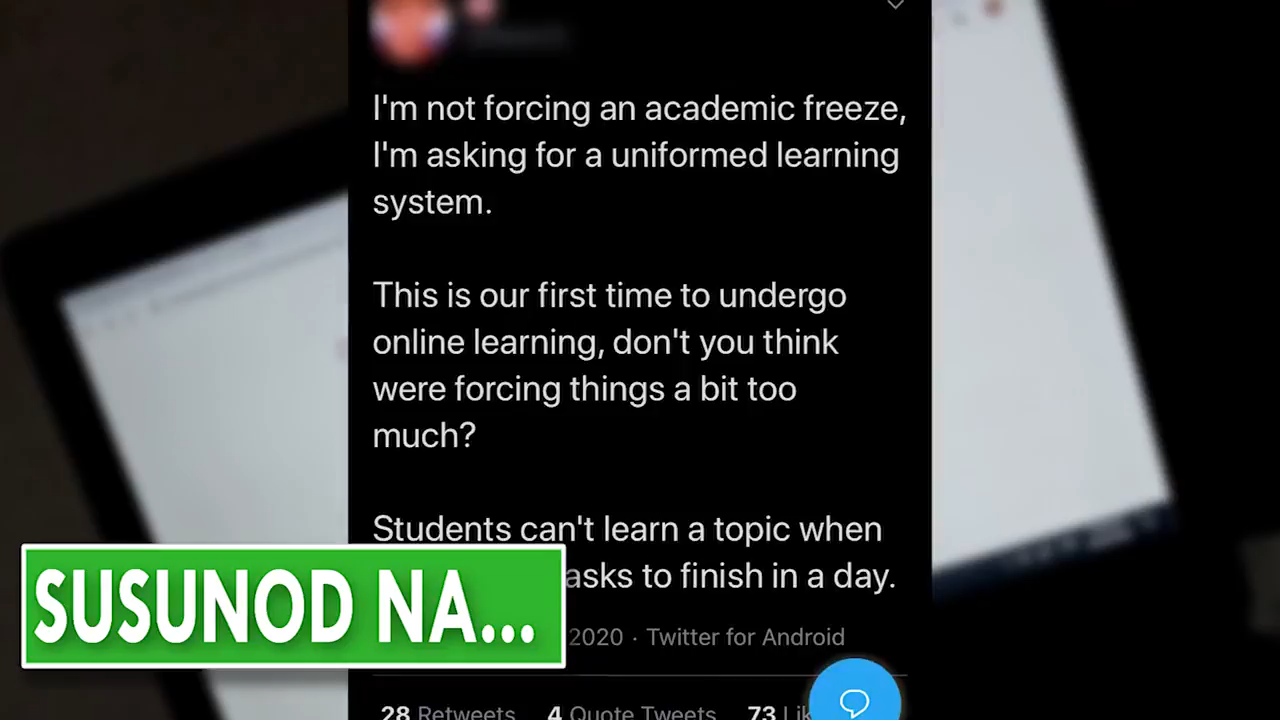 I'm not forcing an academic freeze,
I'm asking for a uniformed learning
system.
This is our first time to undergo
online learning, don't you think
were forcing things a bit too
much?
Students can't learn a topic when
asks to finish in a day.
SUSUNOD NA...
2020 · Twitter for Android
28 Retweets 4 Quote Tweets 73